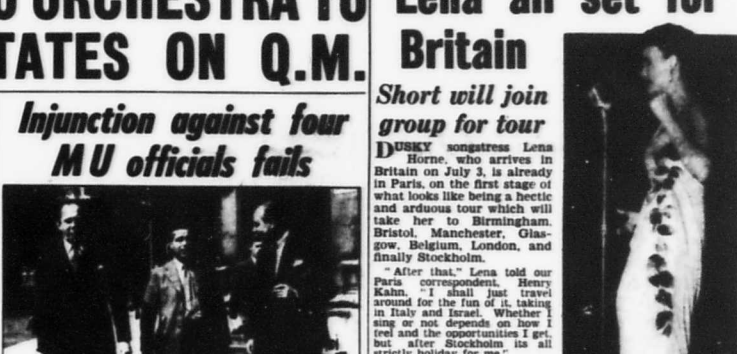 ORCHESTRA TO
TATES ON Q.M.
Injunction against four
MU officials fails
Lena all set for
Britain
Short will join
group for tour
DUSKY songstress Lena
Horne, who arrives in
Britain on July 3, is already
in Paris, on the first stage of
what looks like being a hectic
and arduous tour which will
take her to Birmingham,
Bristol, Manchester, Glas-
gow, Belgium, London, and
finally Stockholm.
" After that," Lena told our
Paris correspondent, Henry
Kahn, " I shall just travel
around for the fun of it, taking
in Italy and Israel. Whether I
sing or not depends on how I
feel and the opportunities I get,
but after Stockholm its all
strictly holiday for me."